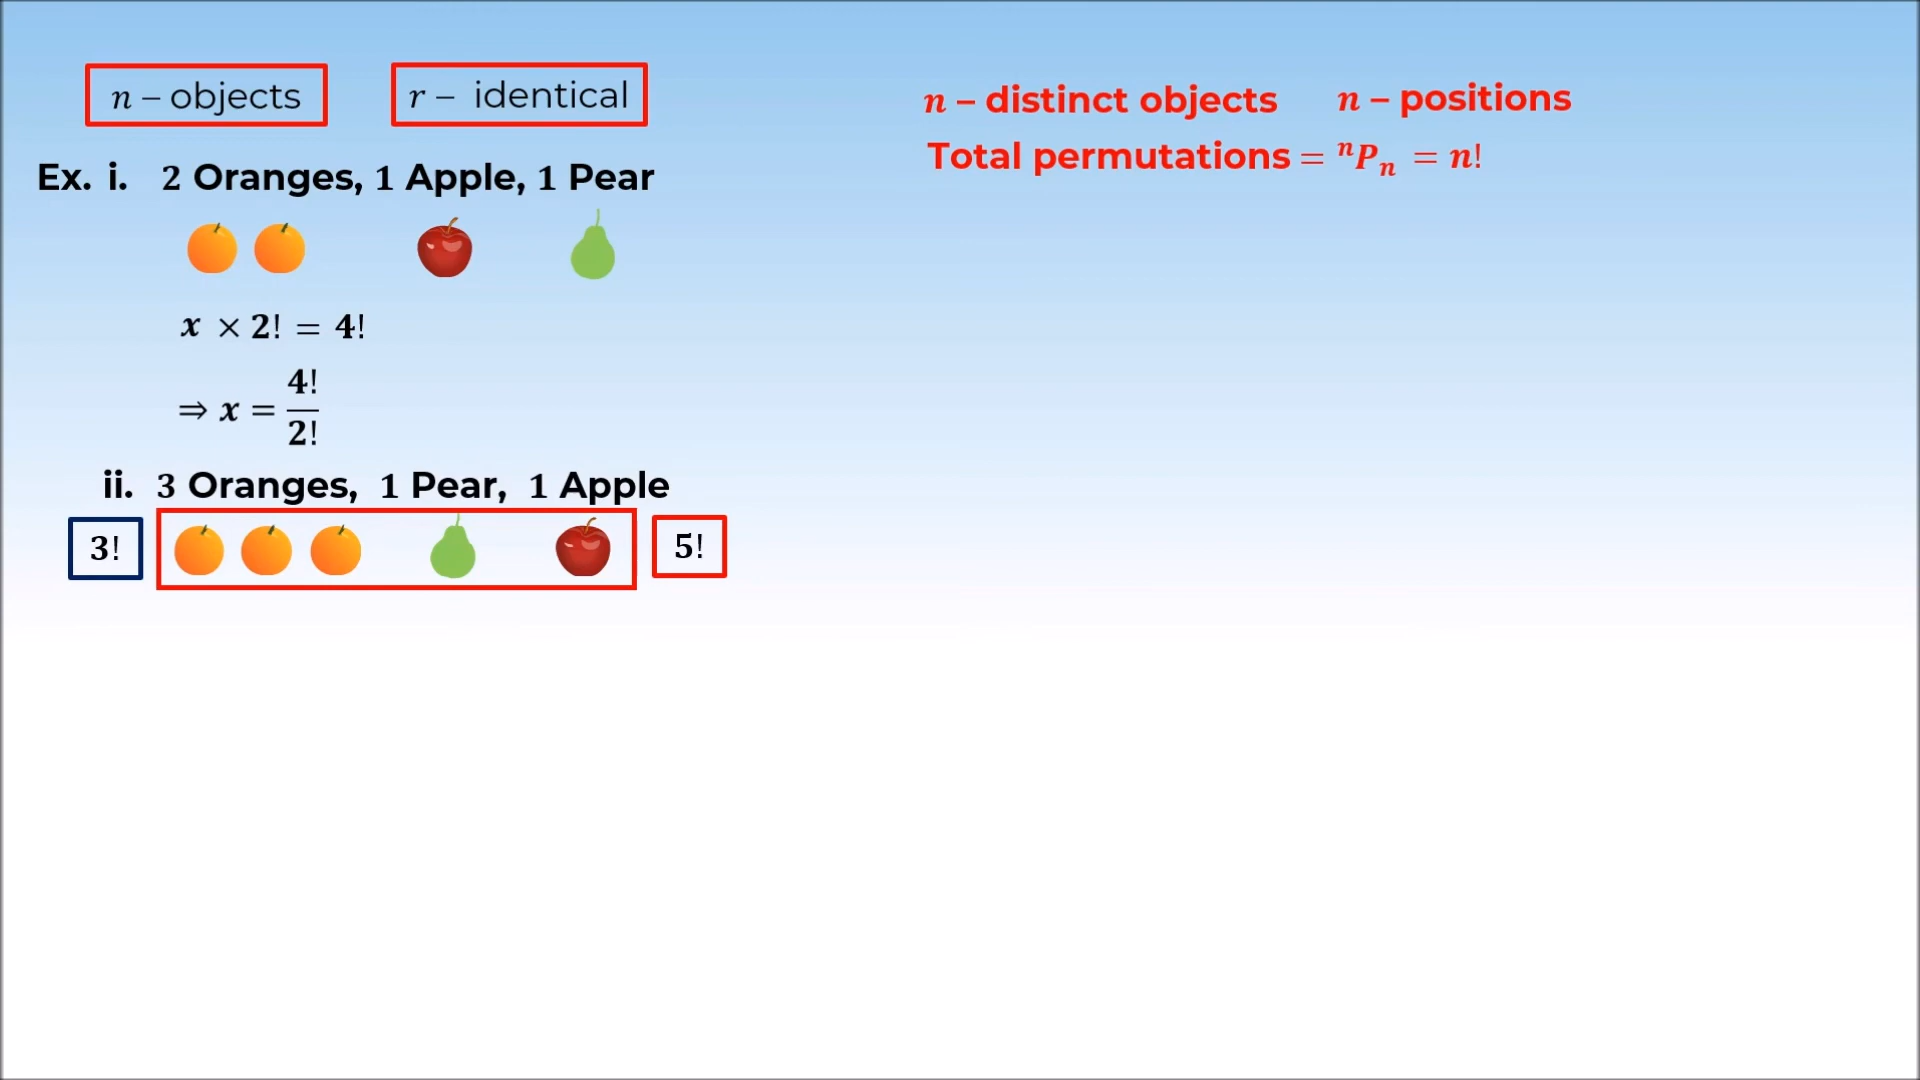 n – objects
r – identical
n – distinct objects n – positions
Total permutations = ⁿPₙ = n!
Ex. i. 2 Oranges, 1 Apple, 1 Pear
x × 2! = 4!
⇒ x = 4!/2!
ii. 3 Oranges, 1 Pear, 1 Apple
3!
5!